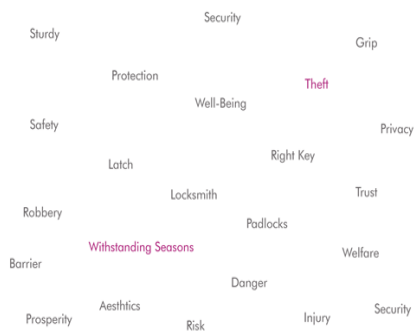 Security
Sturdy
Grip
Protection
Theft
Well-Being
Safety
Privacy
Right Key
Latch
Locksmith
Trust
Robbery
Padlocks
Withstanding Seasons
Welfare
Barrier
Danger
Aesthtics
Security
Injury
Prosperity
Risk